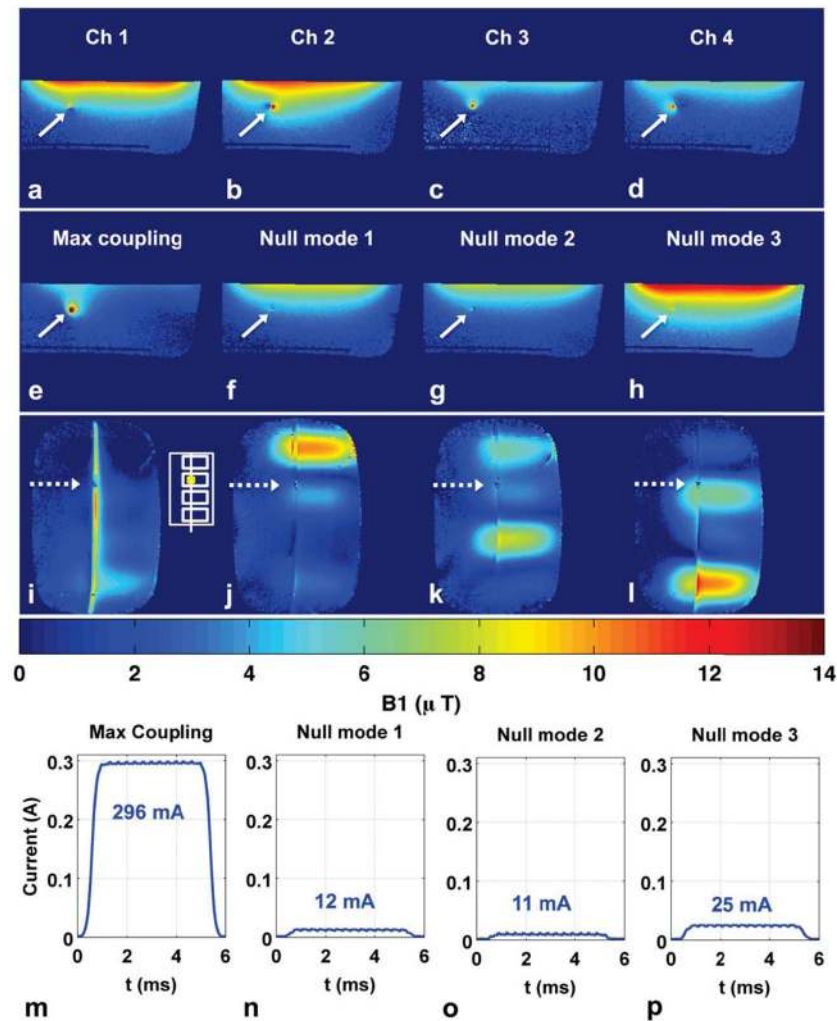 Ch 1 Ch 2 Ch 3 Ch 4
a b c d
Max coupling Null mode 1 Null mode 2 Null mode 3
e f g h
i j k l
0 2 4 6 8 10 12 14
B1 (μ T)
Max Coupling Null mode 1 Null mode 2 Null mode 3
0.3 0.3 0.3 0.3
296 mA
0.2 0.2 0.2 0.2
Current (A)
0.1 0.1 0.1 0.1
12 mA 11 mA 25 mA
0 0 0 0
0 2 4 6 0 2 4 6 0 2 4 6 0 2 4 6
t (ms) t (ms) t (ms) t (ms)
m n o p